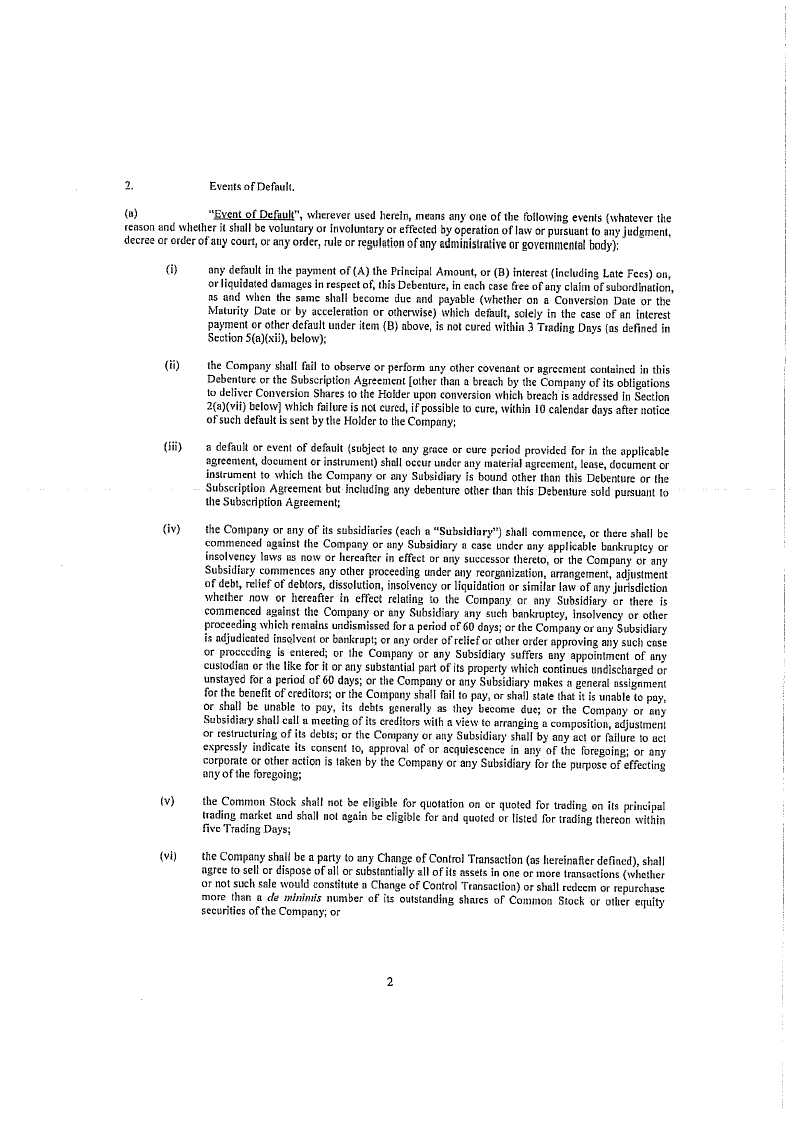 2. Events of Default.
(a) "Event of Default", wherever used herein, means any one of the following events (whatever the
reason and whether it shall be voluntary or involuntary or effected by operation of law or pursuant to any judgment,
decree or order of any court, or any order, rule or regulation of any administrative or governmental body):
(i) any default in the payment of (A) the Principal Amount, or (B) interest (including Late Fees) on,
or liquidated damages in respect of, this Debenture, in each case free of any claim of subordination,
as and when the same shall become due and payable (whether on a Conversion Date or the
Maturity Date or by acceleration or otherwise) which default, solely in the case of an interest
payment or other default under item (B) above, is not cured within 3 Trading Days (as defined in
Section 5(a)(xii), below);
(ii) the Company shall fail to observe or perform any other covenant or agreement contained in this
Debenture or the Subscription Agreement [other than a breach by the Company of its obligations
to deliver Conversion Shares to the Holder upon conversion which breach is addressed in Section
2(a)(vii) below] which failure is not cured, if possible to cure, within 10 calendar days after notice
of such default is sent by the Holder to the Company;
(iii) a default or event of default (subject to any grace or cure period provided for in the applicable
agreement, document or instrument) shall occur under any material agreement, lease, document or
instrument to which the Company or any Subsidiary is bound other than this Debenture or the
Subscription Agreement but including any debenture other than this Debenture sold pursuant to
the Subscription Agreement;
(iv) the Company or any of its subsidiaries (each a "Subsidiary") shall commence, or there shall be
commenced against the Company or any Subsidiary a case under any applicable bankruptcy or
insolvency laws as now or hereafter in effect or any successor thereto, or the Company or any
Subsidiary commences any other proceeding under any reorganization, arrangement, adjustment
of debt, relief of debtors, dissolution, insolvency or liquidation or similar law of any jurisdiction
whether now or hereafter in effect relating to the Company or any Subsidiary or there is
commenced against the Company or any Subsidiary any such bankruptcy, insolvency or other
proceeding which remains undismissed for a period of 60 days; or the Company or any Subsidiary
is adjudicated insolvent or bankrupt; or any order of relief or other order approving any such case
or proceeding is entered; or the Company or any Subsidiary suffers any appointment of any
custodian or the like for it or any substantial part of its property which continues undischarged or
unstayed for a period of 60 days; or the Company or any Subsidiary makes a general assignment
for the benefit of creditors; or the Company shall fail to pay, or shall state that it is unable to pay,
or shall be unable to pay, its debts generally as they become due; or the Company or any
Subsidiary shall call a meeting of its creditors with a view to arranging a composition, adjustment
or restructuring of its debts; or the Company or any Subsidiary shall by any act or failure to act
expressly indicate its consent to, approval of or acquiescence in any of the foregoing; or any
corporate or other action is taken by the Company or any Subsidiary for the purpose of effecting
any of the foregoing;
(v) the Common Stock shall not be eligible for quotation on or quoted for trading on its principal
trading market and shall not again be eligible for and quoted or listed for trading thereon within
five Trading Days;
(vi) the Company shall be a party to any Change of Control Transaction (as hereinafter defined), shall
agree to sell or dispose of all or substantially all of its assets in one or more transactions (whether
or not such sale would constitute a Change of Control Transaction) or shall redeem or repurchase
more than a de minimis number of its outstanding shares of Common Stock or other equity
securities of the Company; or
2